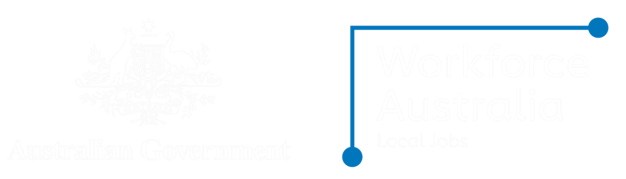 Australian Government
Workforce
Australia
Local Jobs